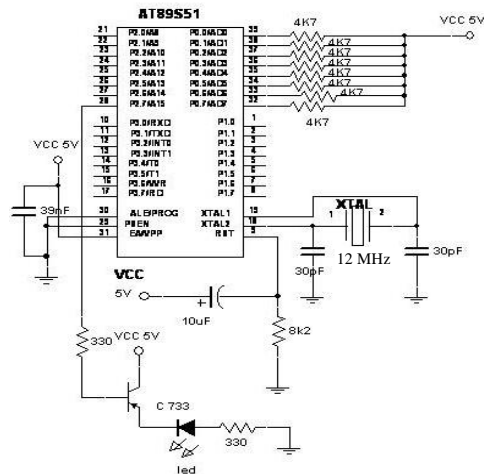 AT89S51
21 P2.0/A8 P0.0/AD0 39 4K7
22 P2.1/A9 P0.1/AD1 38 4K7
23 P2.2/A10 P0.2/AD2 37 4K7
24 P2.3/A11 P0.3/AD3 36 4K7
25 P2.4/A12 P0.4/AD4 35 4K7
26 P2.5/A13 P0.5/AD5 34 4K7
27 P2.6/A14 P0.6/AD6 33 4K7
28 P2.7/A15 P0.7/AD7 32 4K7
VCC 5V
10 P3.0/RXD P1.0 1
11 P3.1/TXD P1.1 2
12 P3.2/INT0 P1.2 3
13 P3.3/INT1 P1.3 4
14 P3.4/T0 P1.4 5
15 P3.5/T1 P1.5 6
16 P3.6/WR P1.6 7
17 P3.7/RD P1.7 8
VCC 5V
39nF
30 ALE/PROG XTAL1 19
29 PSEN XTAL2 18
31 EA/VPP RST 9
XTAL
1 2
12 MHz
30pF
30pF
VCC
5V
+
10uF
8k2
330
VCC 5V
C 733
led
330